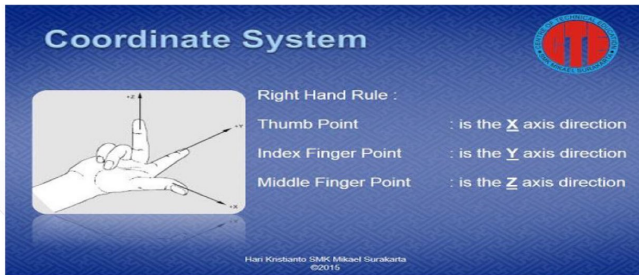 Coordinate System
Right Hand Rule :
Thumb Point : is the X axis direction
Index Finger Point : is the Y axis direction
Middle Finger Point : is the Z axis direction
+Z
+Y
+X
Hari Kristianto SMK Mikael Surakarta
©2015